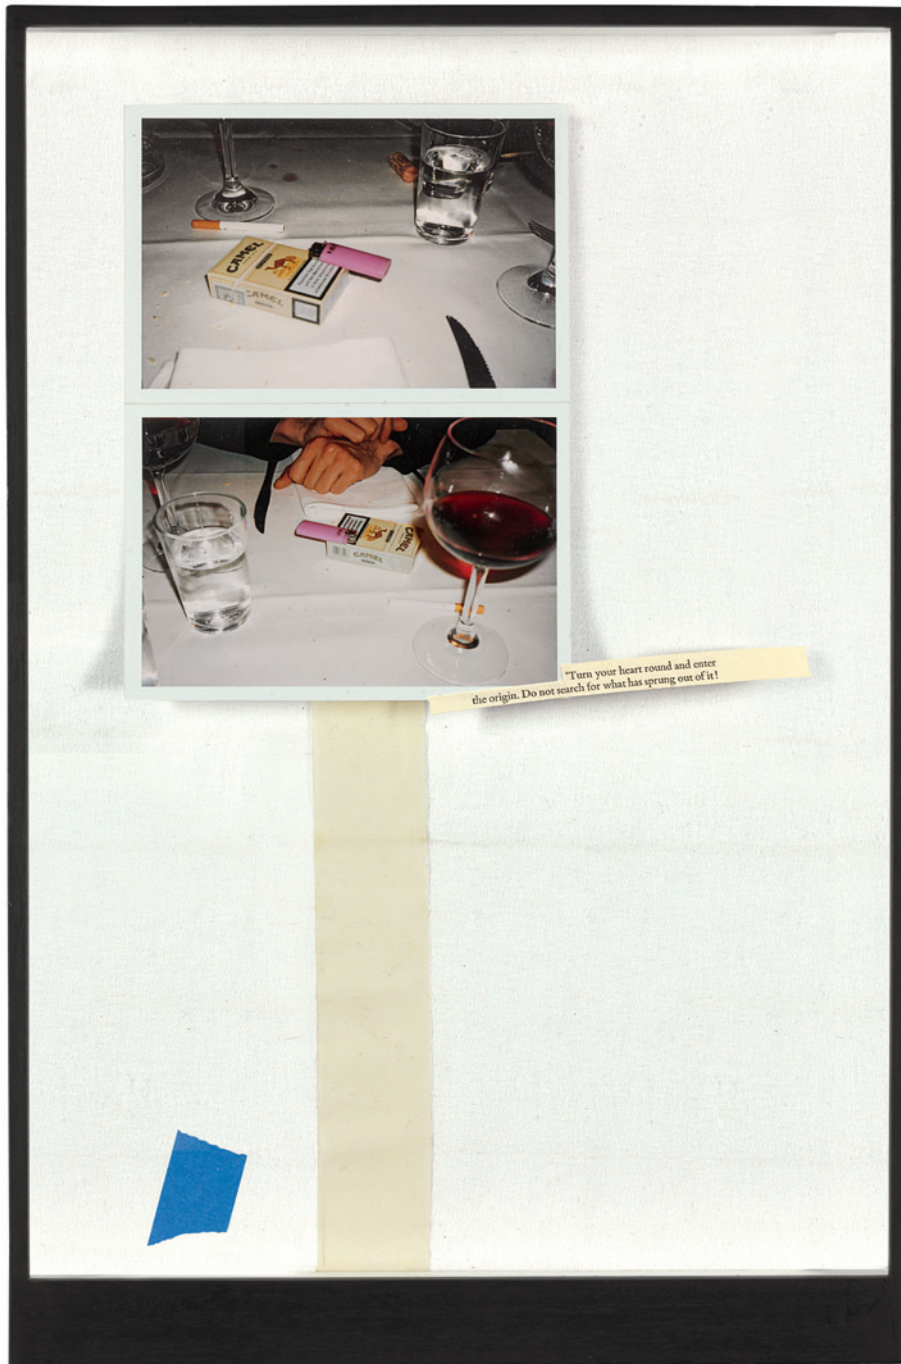 CAMEL
CAMEL
CAMEL
CAMEL
"Turn your heart round and enter
the origin. Do not search for what has sprung out of it!